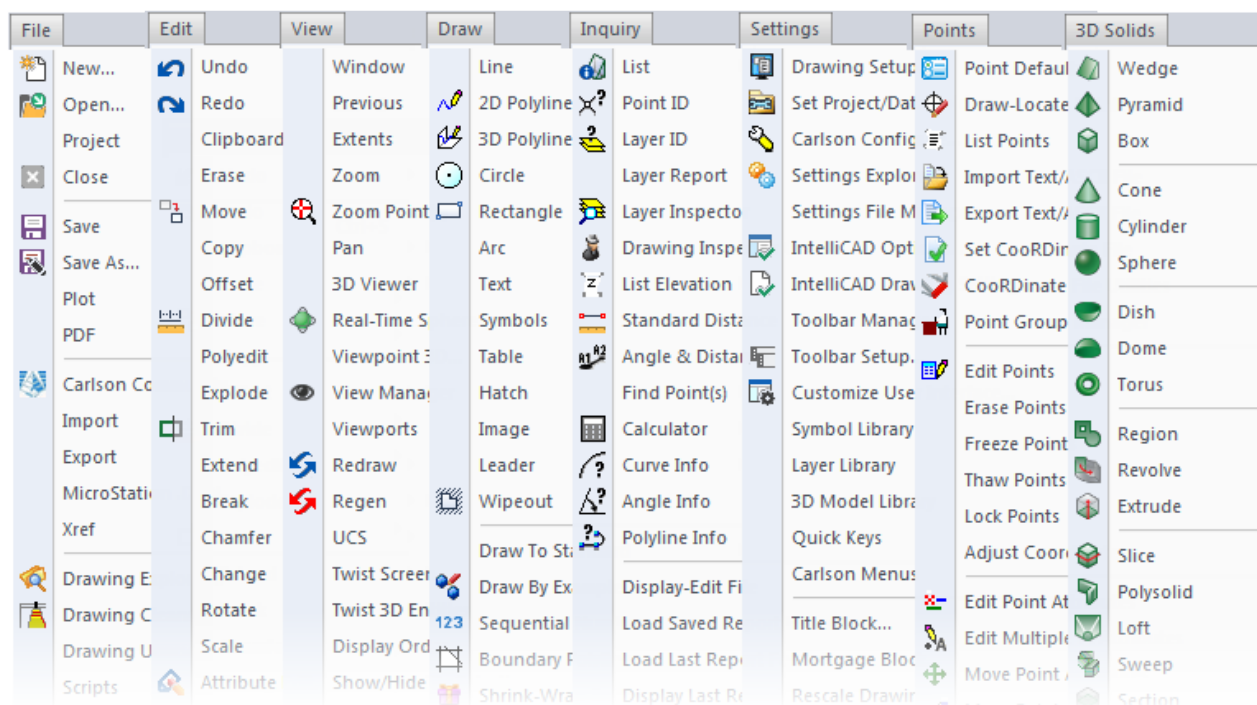 File
New...
Open...
Project
Close
Save
Save As...
Plot
PDF
Carlson Co
Import
Export
MicroStati
Xref
Drawing E
Drawing C
Drawing U
Scripts
Edit
Undo
Redo
Clipboard
Erase
Move
Copy
Offset
Divide
Polyedit
Explode
Trim
Extend
Break
Chamfer
Change
Rotate
Scale
Attribute
View
Window
Previous
Extents
Zoom
Zoom Point
Pan
3D Viewer
Real-Time S
Viewpoint 3
View Manag
Viewports
Redraw
Regen
UCS
Twist Screen
Twist 3D En
Display Ord
Show/Hide
Draw
Line
2D Polyline
3D Polyline
Circle
Rectangle
Arc
Text
Symbols
Table
Hatch
Image
Leader
Wipeout
Draw To Sta
Draw By Ex
123 Sequential
Boundary P
Shrink-Wra
Inquiry
List
Point ID
Layer ID
Layer Report
Layer Inspecto
Drawing Inspe
Z List Elevation
Standard Dista
A1 A2 Angle & Distan
Find Point(s)
Calculator
Curve Info
Angle Info
Polyline Info
Display-Edit Fi
Load Saved Re
Load Last Repo
Display Last Re
Settings
Drawing Setup
Set Project/Dat
Carlson Config
Settings Explor
Settings File M
IntelliCAD Opt
IntelliCAD Draw
Toolbar Manag
Toolbar Setup.
Customize Use
Symbol Library
Layer Library
3D Model Libra
Quick Keys
Carlson Menus
Title Block...
Mortgage Bloc
Rescale Drawin
Points
Point Defaul
Draw-Locate
List Points
Import Text/A
Export Text/A
Set CooRDin
CooRDinate
Point Group
Edit Points
Erase Points
Freeze Point
Thaw Points
Lock Points
Adjust Coord
Edit Point At
Edit Multiple
Move Point A
3D Solids
Wedge
Pyramid
Box
Cone
Cylinder
Sphere
Dish
Dome
Torus
Region
Revolve
Extrude
Slice
Polysolid
Loft
Sweep
Section